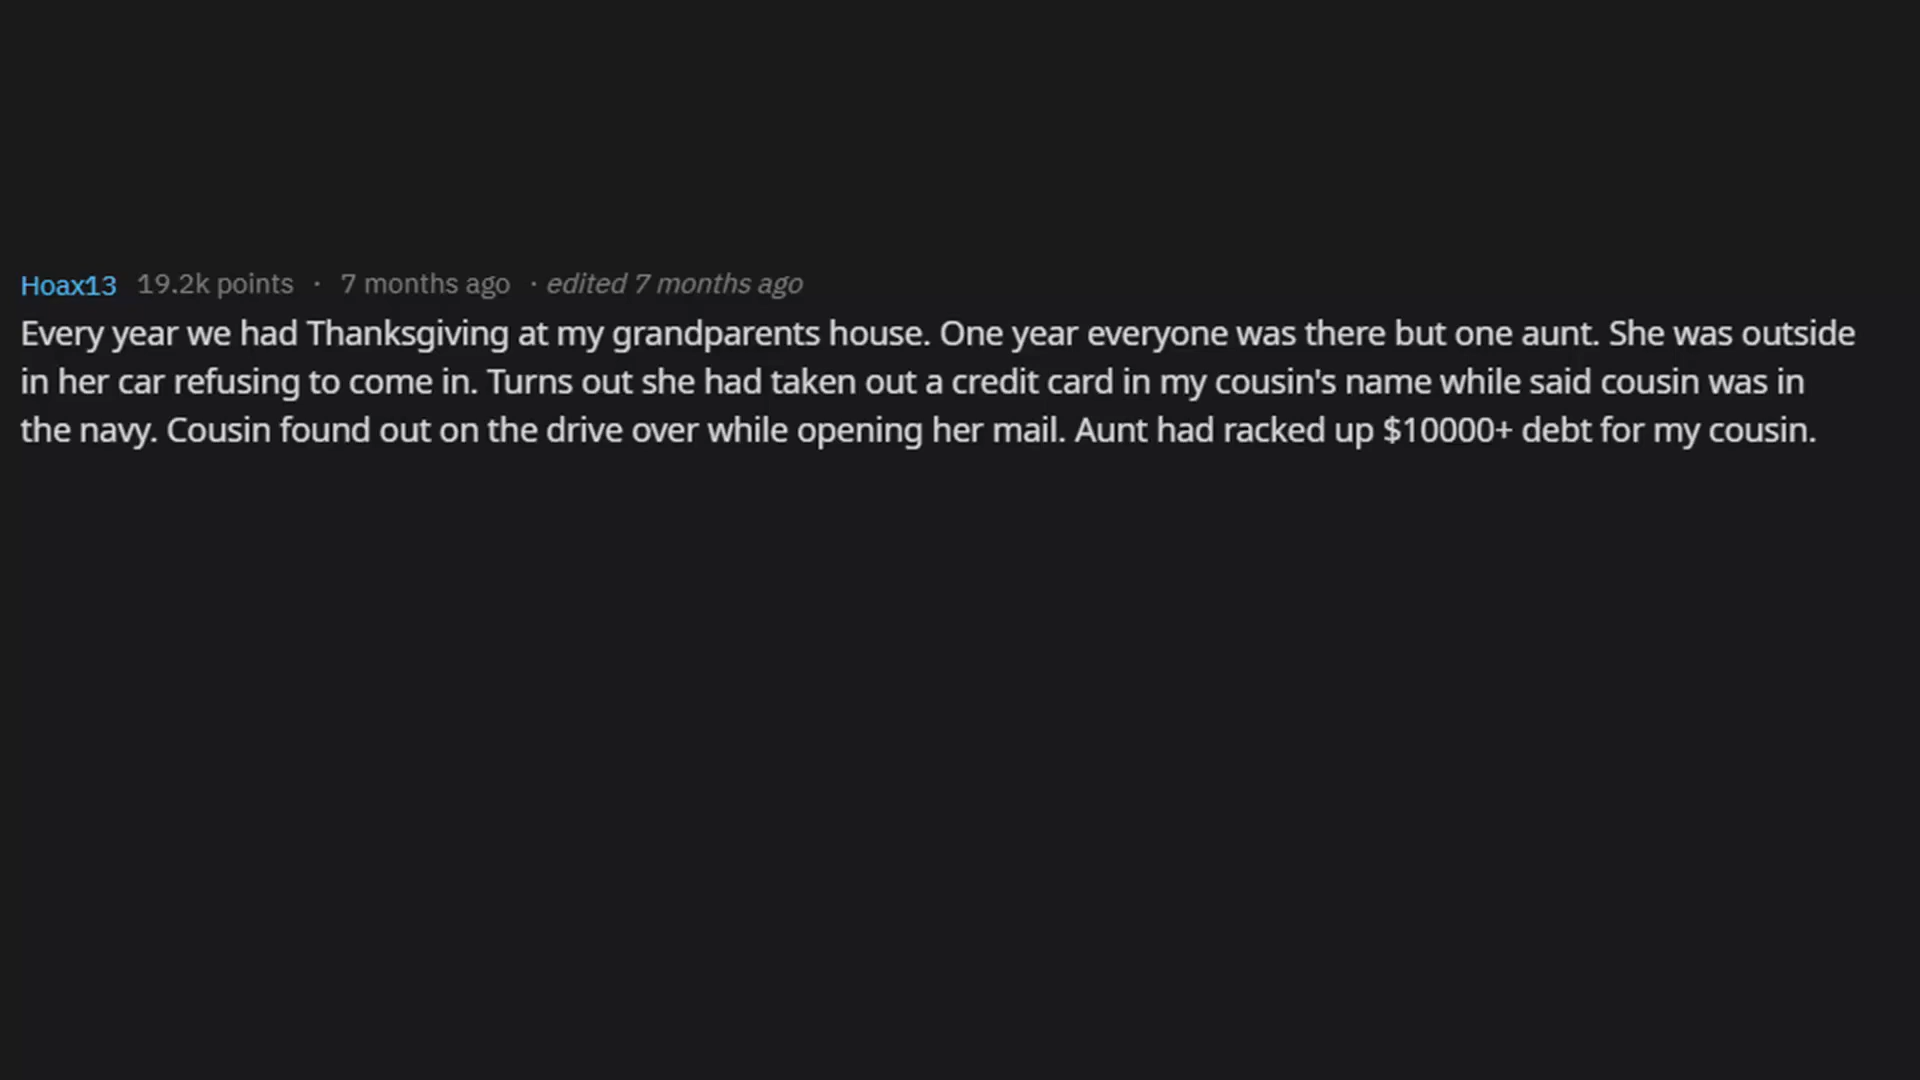 Hoax13 19.2k points · 7 months ago · edited 7 months ago
Every year we had Thanksgiving at my grandparents house. One year everyone was there but one aunt. She was outside
in her car refusing to come in. Turns out she had taken out a credit card in my cousin's name while said cousin was in
the navy. Cousin found out on the drive over while opening her mail. Aunt had racked up $10000+ debt for my cousin.